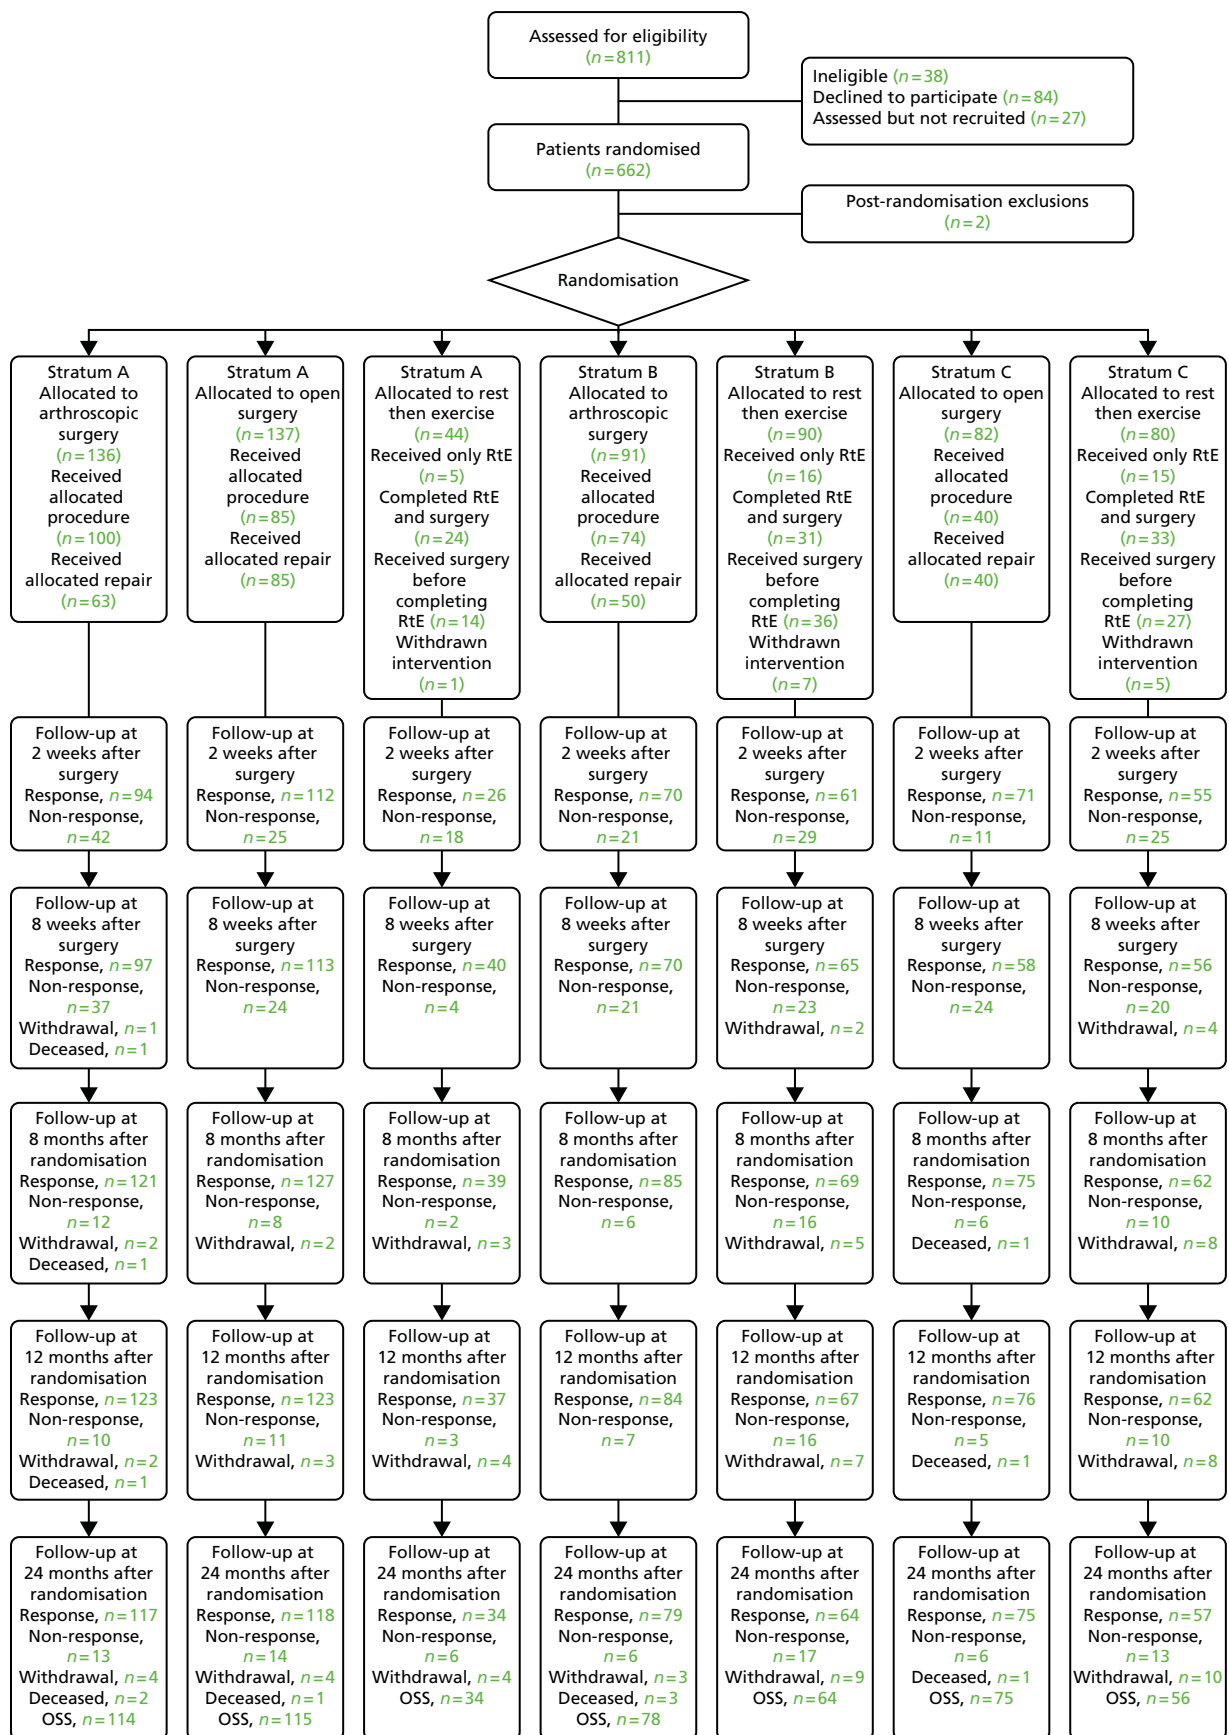 Assessed for eligibility
(n=811)
Ineligible (n=38)
Declined to participate (n=84)
Assessed but not recruited (n=27)
Patients randomised
(n=662)
Post-randomisation exclusions
(n=2)
Randomisation
Stratum A
Allocated to
arthroscopic
surgery
(n=136)
Received
allocated
procedure
(n=100)
Received
allocated repair
(n=63)
Stratum A
Allocated to open
surgery
(n=137)
Received
allocated
procedure
(n=85)
Received
allocated repair
(n=85)
Stratum A
Allocated to rest
then exercise
(n=44)
Received only RtE
(n=5)
Completed RtE
and surgery
(n=24)
Received surgery
before
completing
RtE (n=14)
Withdrawn
intervention
(n=1)
Stratum B
Allocated to
arthroscopic
surgery
(n=91)
Received
allocated
procedure
(n=74)
Received
allocated repair
(n=50)
Stratum B
Allocated to rest
then exercise
(n=90)
Received only RtE
(n=16)
Completed RtE
and surgery
(n=31)
Received surgery
before
completing
RtE (n=36)
Withdrawn
intervention
(n=7)
Stratum C
Allocated to open
surgery
(n=82)
Received
allocated
procedure
(n=40)
Received
allocated repair
(n=40)
Stratum C
Allocated to rest
then exercise
(n=80)
Received only RtE
(n=15)
Completed RtE
and surgery
(n=33)
Received surgery
before
completing
RtE (n=27)
Withdrawn
intervention
(n=5)
Follow-up at
2 weeks after
surgery
Response, n=94
Non-response,
n=42
Follow-up at
2 weeks after
surgery
Response, n=112
Non-response,
n=25
Follow-up at
2 weeks after
surgery
Response, n=26
Non-response,
n=18
Follow-up at
2 weeks after
surgery
Response, n=70
Non-response,
n=21
Follow-up at
2 weeks after
surgery
Response, n=61
Non-response,
n=29
Follow-up at
2 weeks after
surgery
Response, n=71
Non-response,
n=11
Follow-up at
2 weeks after
surgery
Response, n=55
Non-response,
n=25
Follow-up at
8 weeks after
surgery
Response, n=97
Non-response,
n=37
Withdrawal, n=1
Deceased, n=1
Follow-up at
8 weeks after
surgery
Response, n=113
Non-response,
n=24
Follow-up at
8 weeks after
surgery
Response, n=40
Non-response,
n=4
Follow-up at
8 weeks after
surgery
Response, n=70
Non-response,
n=21
Follow-up at
8 weeks after
surgery
Response, n=65
Non-response,
n=23
Withdrawal, n=2
Follow-up at
8 weeks after
surgery
Response, n=58
Non-response,
n=24
Follow-up at
8 weeks after
surgery
Response, n=56
Non-response,
n=20
Withdrawal, n=4
Follow-up at
8 months after
randomisation
Response, n=121
Non-response,
n=12
Withdrawal, n=2
Deceased, n=1
Follow-up at
8 months after
randomisation
Response, n=127
Non-response,
n=8
Withdrawal, n=2
Follow-up at
8 months after
randomisation
Response, n=39
Non-response,
n=2
Withdrawal, n=3
Follow-up at
8 months after
randomisation
Response, n=85
Non-response,
n=6
Follow-up at
8 months after
randomisation
Response, n=69
Non-response,
n=16
Withdrawal, n=5
Follow-up at
8 months after
randomisation
Response, n=75
Non-response,
n=6
Deceased, n=1
Follow-up at
8 months after
randomisation
Response, n=62
Non-response,
n=10
Withdrawal, n=8
Follow-up at
12 months after
randomisation
Response, n=123
Non-response,
n=10
Withdrawal, n=2
Deceased, n=1
Follow-up at
12 months after
randomisation
Response, n=123
Non-response,
n=11
Withdrawal, n=3
Follow-up at
12 months after
randomisation
Response, n=37
Non-response,
n=3
Withdrawal, n=4
Follow-up at
12 months after
randomisation
Response, n=84
Non-response,
n=7
Follow-up at
12 months after
randomisation
Response, n=67
Non-response,
n=16
Withdrawal, n=7
Follow-up at
12 months after
randomisation
Response, n=76
Non-response,
n=5
Deceased, n=1
Follow-up at
12 months after
randomisation
Response, n=62
Non-response,
n=10
Withdrawal, n=8
Follow-up at
24 months after
randomisation
Response, n=117
Non-response,
n=13
Withdrawal, n=4
Deceased, n=2
OSS, n=114
Follow-up at
24 months after
randomisation
Response, n=118
Non-response,
n=14
Withdrawal, n=4
Deceased, n=1
OSS, n=115
Follow-up at
24 months after
randomisation
Response, n=34
Non-response,
n=6
Withdrawal, n=4
OSS, n=34
Follow-up at
24 months after
randomisation
Response, n=79
Non-response,
n=6
Withdrawal, n=3
Deceased, n=3
OSS, n=78
Follow-up at
24 months after
randomisation
Response, n=64
Non-response,
n=17
Withdrawal, n=9
OSS, n=64
Follow-up at
24 months after
randomisation
Response, n=75
Non-response,
n=6
Deceased, n=1
OSS, n=75
Follow-up at
24 months after
randomisation
Response, n=57
Non-response,
n=13
Withdrawal, n=10
OSS, n=56